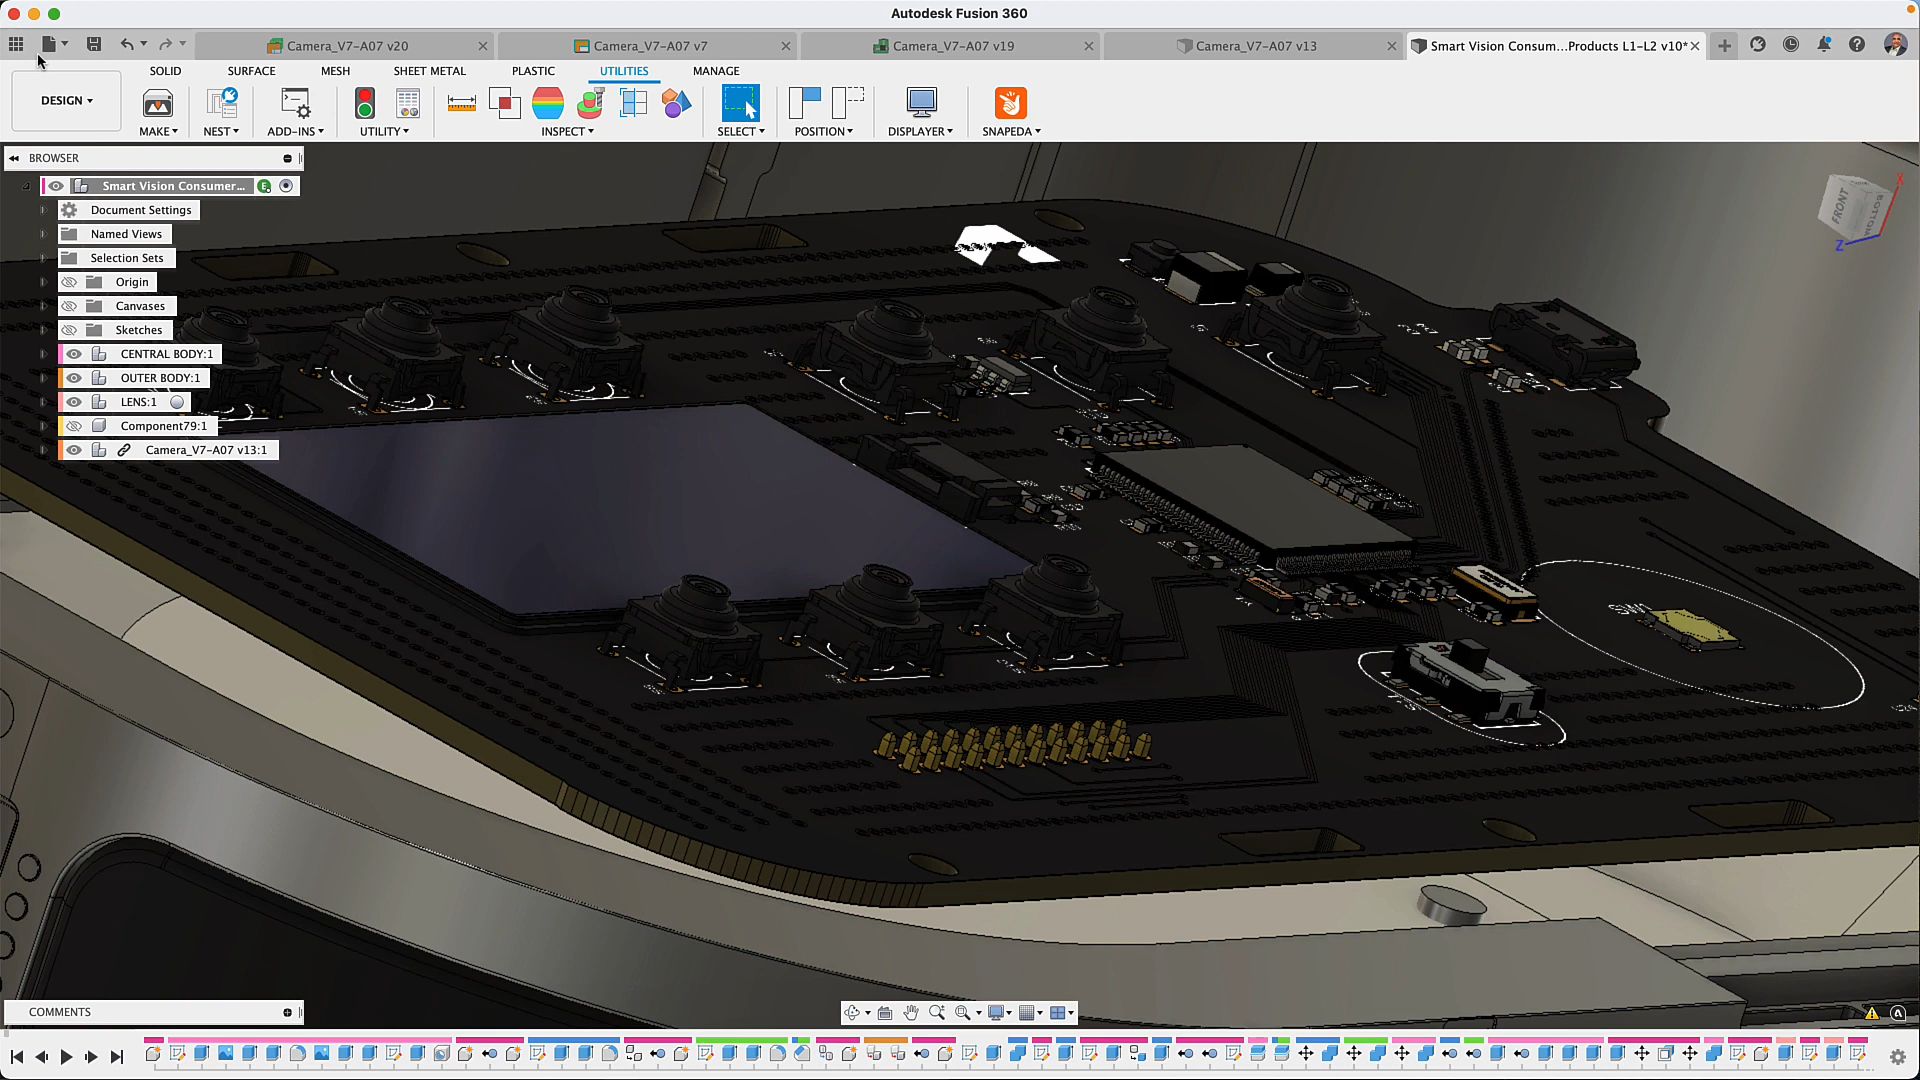 Autodesk Fusion 360
Camera_V7-A07 v20
Camera_V7-A07 v7
Camera_V7-A07 v19
Camera_V7-A07 v13
Smart Vision Consum...Products L1-L2 v10*
SOLID
SURFACE
MESH
SHEET METAL
PLASTIC
UTILITIES
MANAGE
DESIGN
MAKE
NEST
ADD-INS
UTILITY
INSPECT
SELECT
POSITION
DISPLAYER
SNAPEDA
BROWSER
Smart Vision Consumer...
Document Settings
Named Views
Selection Sets
Origin
Canvases
Sketches
CENTRAL BODY:1
OUTER BODY:1
LENS:1
Component79:1
Camera_V7-A07 v13:1
X
FRONT
BOTTOM
Z
COMMENTS